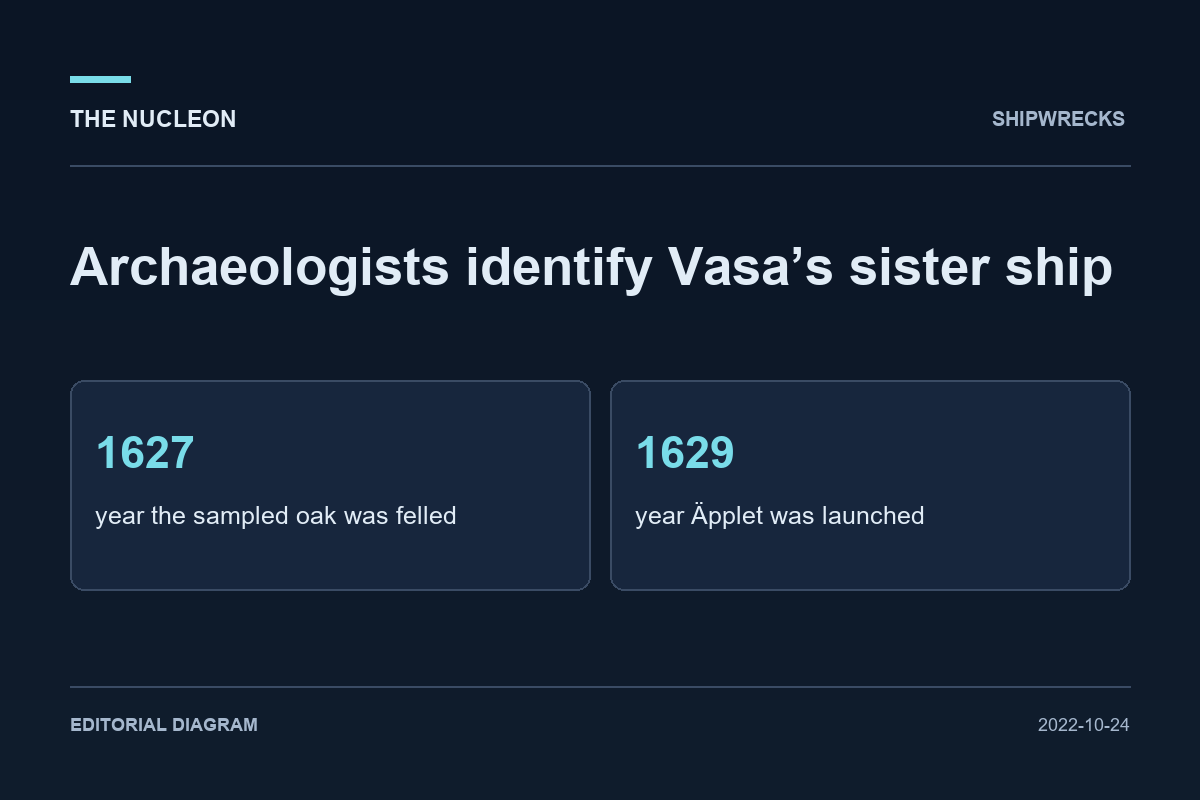 THE NUCLEON
SHIPWRECKS
Archaeologists identify Vasa’s sister ship
1627
year the sampled oak was felled
1629
year Äpplet was launched
EDITORIAL DIAGRAM
2022-10-24